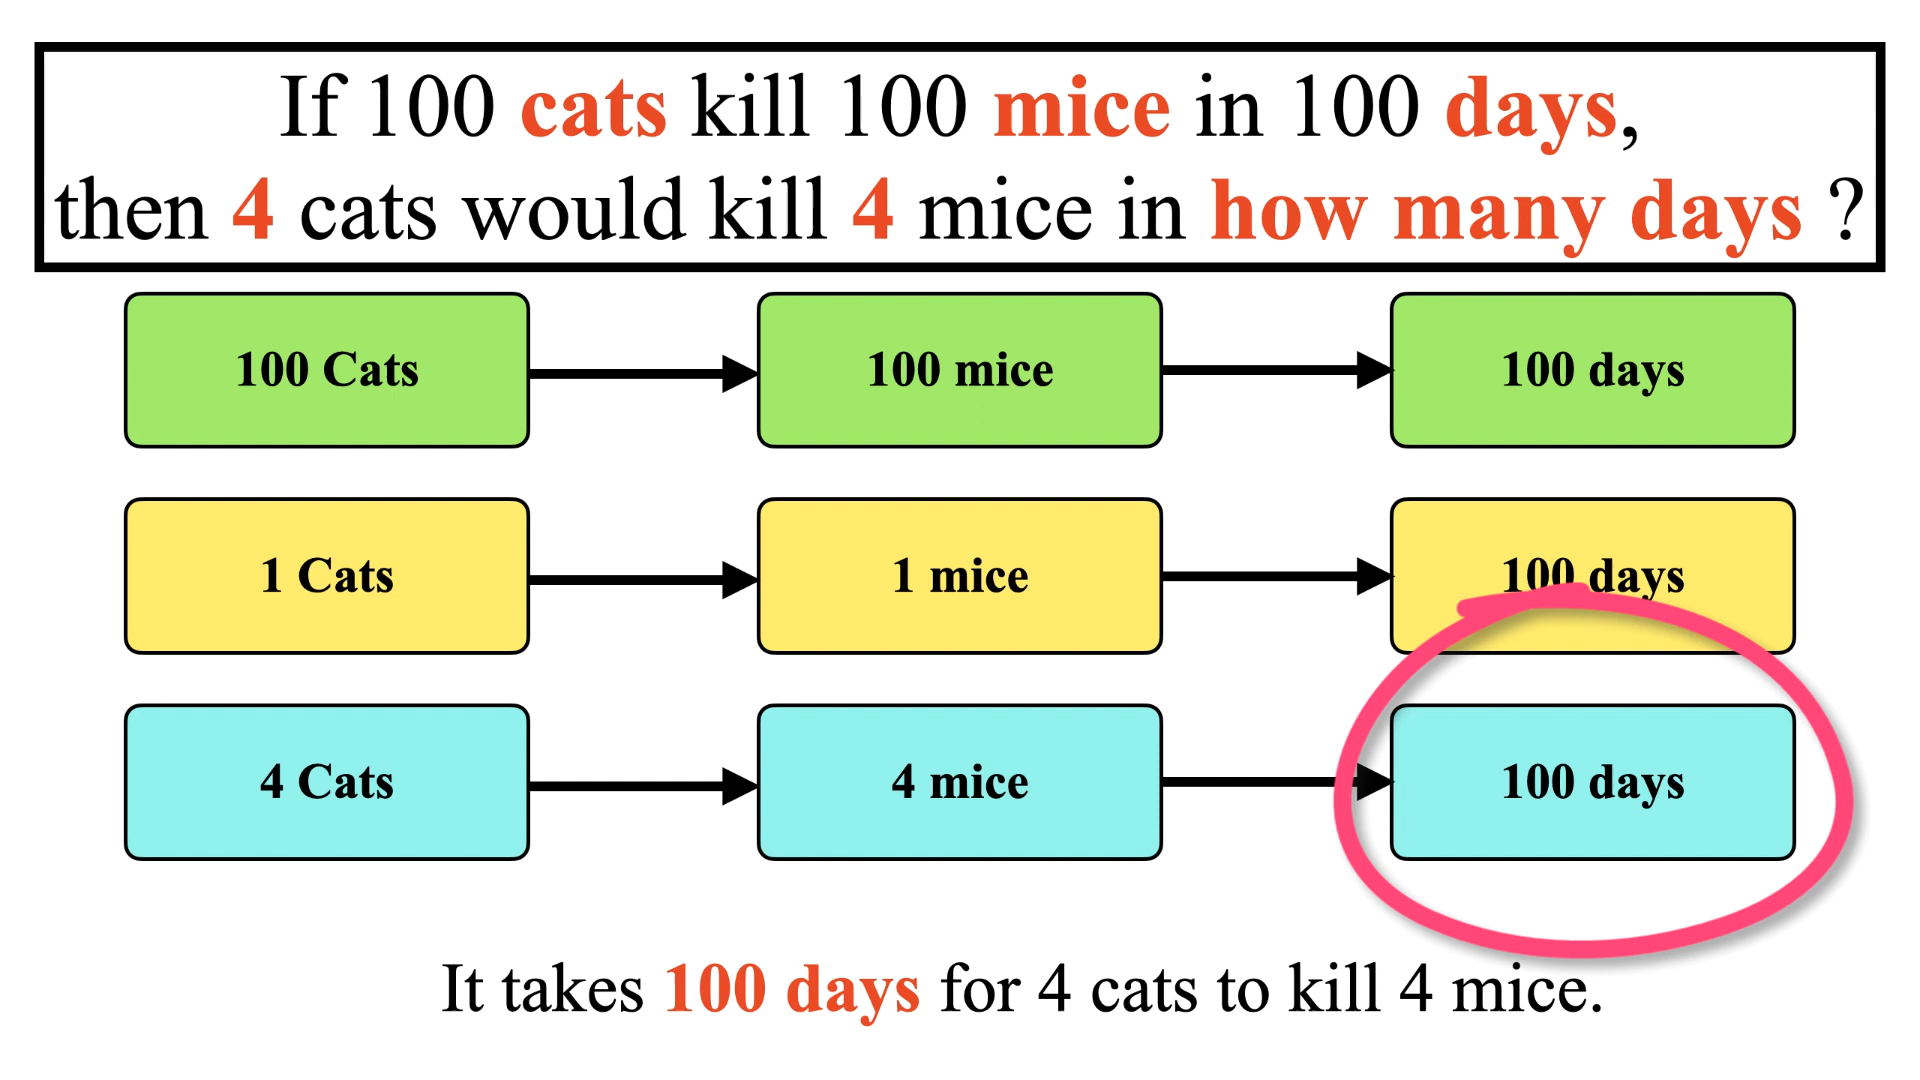 If 100 cats kill 100 mice in 100 days,
then 4 cats would kill 4 mice in how many days ?
100 Cats
100 mice
100 days
1 Cats
1 mice
100 days
4 Cats
4 mice
100 days
It takes 100 days for 4 cats to kill 4 mice.